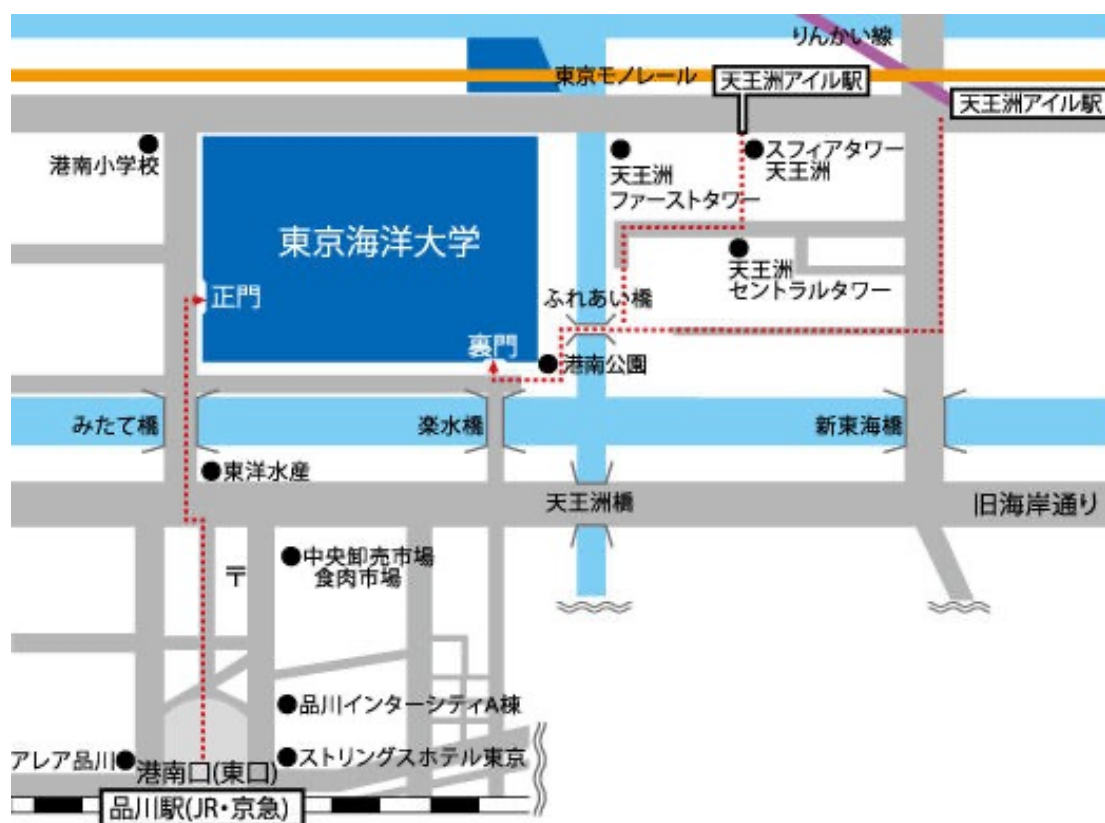 りんかい線
東京モノレール
天王洲アイル駅
天王洲アイル駅
港南小学校
天王洲
ファーストタワー
スフィアタワー
天王洲
東京海洋大学
天王洲
セントラルタワー
正門
ふれあい橋
裏門
港南公園
みたて橋
楽水橋
新東海橋
東洋水産
天王洲橋
旧海岸通り
〒
中央卸売市場
食肉市場
品川インターシティA棟
アレア品川
港南口(東口)
ストリングスホテル東京
品川駅(JR・京急)